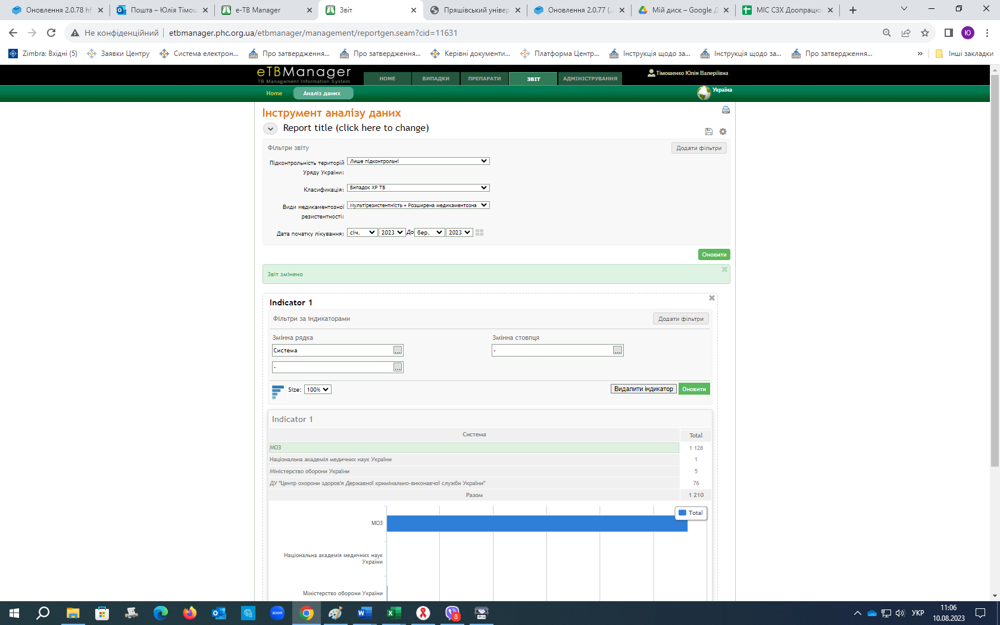 Оновлення 2.0.78 hf
Пошта – Юлія Тімош
e-TB Manager
Звіт
Пряшівський універ
Оновлення 2.0.77 (
Мій диск – Google Д
МІС СЗХ Доопрацю
Не конфіденційний
etbmanager.phc.org.ua/etbmanager/management/reportgen.seam?cid=11631
Ю
Zimbra: Вхідні (5)
Заявки Центру
Система електрон...
Про затвердження...
Про затвердження...
Керівні документи...
Платформа Центр...
Інструкція щодо за...
Інструкція щодо за...
Про затвердження...
»
Інші закладки
eTBManager
TB Management Information System
HOME
ВИПАДКИ
ПРЕПАРАТИ
ЗВІТ
АДМІНІСТРУВАННЯ
Тімошенко Юлія Валеріївна
Home
Аналіз даних
Україна
Інструмент аналізу даних
Report title (click here to change)
Фільтри звіту
Додати фільтри
Підконтрольність територій
Уряду України:
Лише підконтрольні
Класификація:
Випадок ХР ТБ
Види медикаментозної
резистентності:
Мультірезистентність + Розширена медикаментозна
Дата початку лікування:
січ.
2023
До
бер.
2023
Оновити
Звіт змінено
Indicator 1
Фільтри за індикаторами
Додати фільтри
Змінна рядка
Змінна стовпця
Система
...
-
...
-
...
Size:
100%
Видалити індикатор
Оновити
Indicator 1
Система
Total
МОЗ
1 128
Національна академія медичних наук України
1
Міністерство оборони України
5
ДУ "Центр охорони здоров'я Державної кримінально-виконавчої служби України"
76
Разом
1 210
Total
МОЗ
Національна академія медичних наук
України
Міністерство оборони України
zoom
8
УКР
11:06
10.08.2023